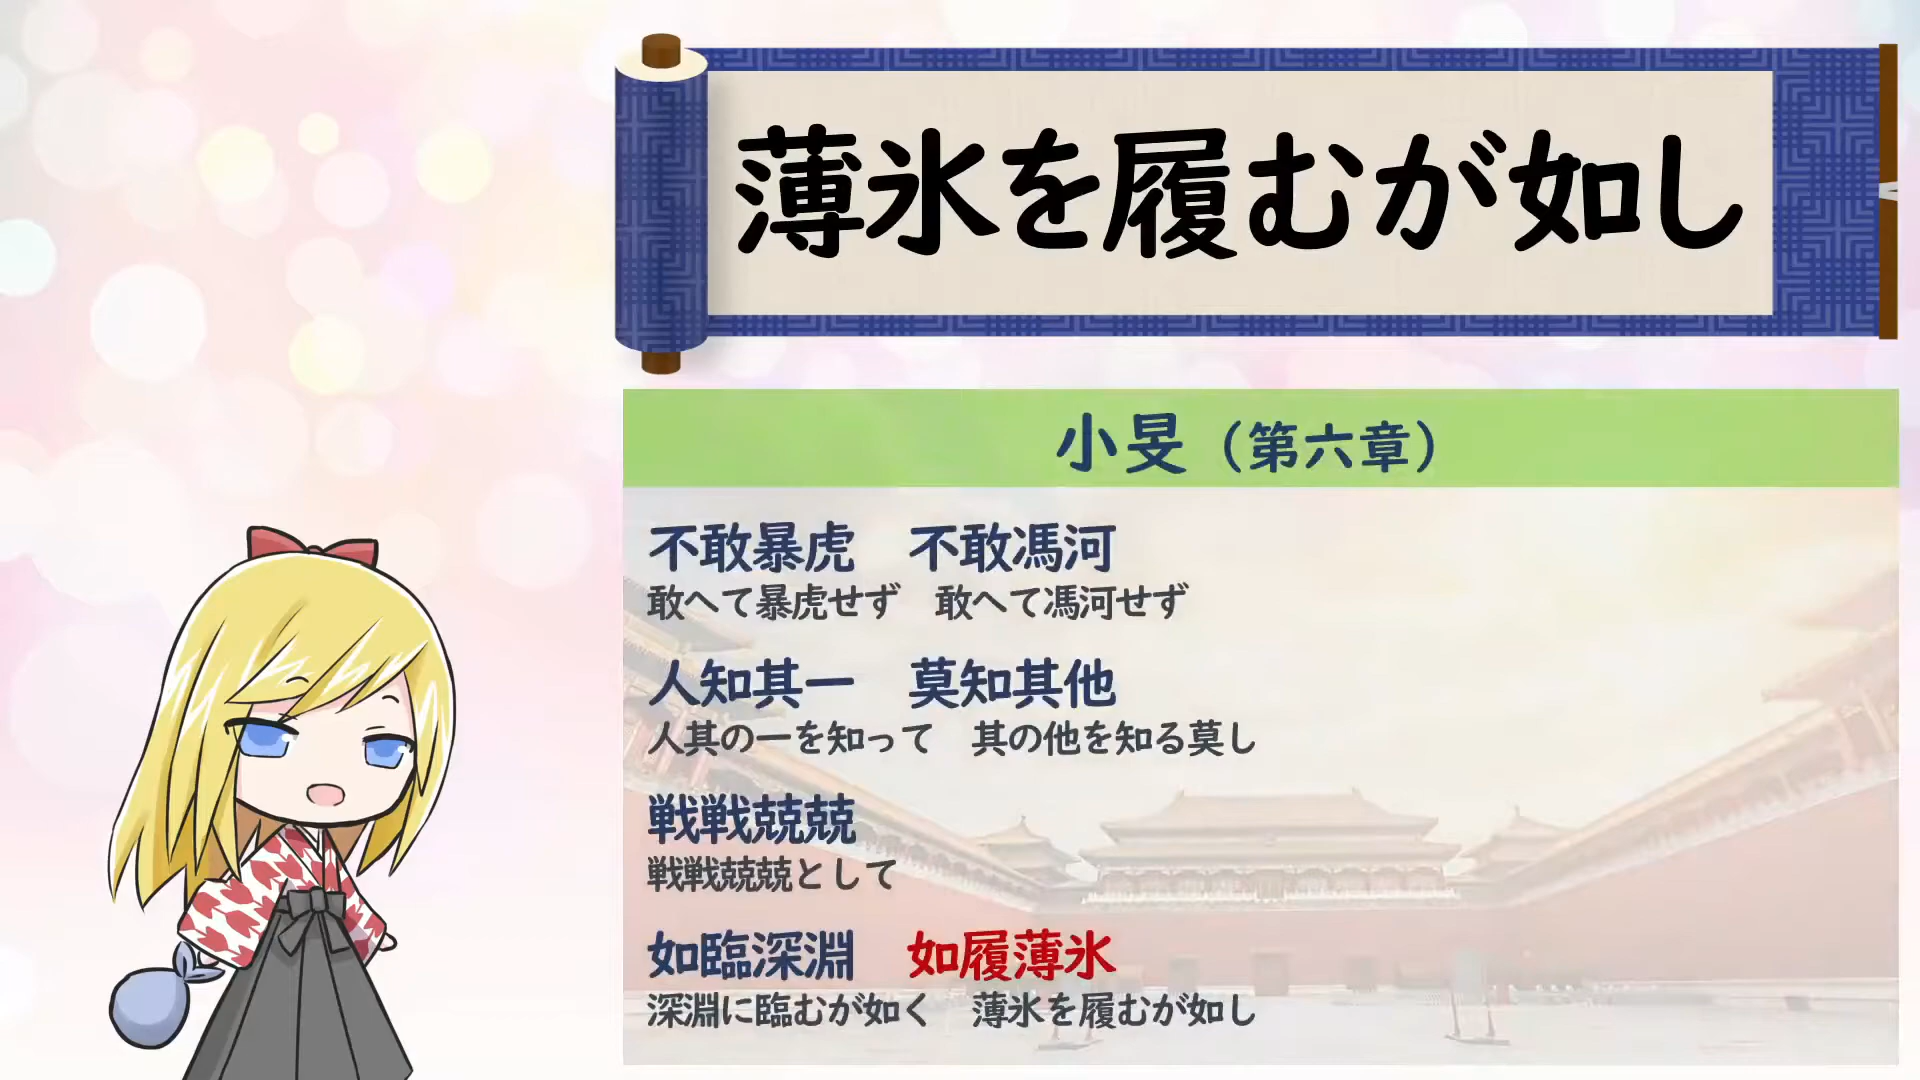 薄氷を履むが如し
小旻（第六章）
不敢暴虎　不敢馮河
敢へて暴虎せず　敢へて馮河せず
人知其一　莫知其他
人其の一を知って　其の他を知る莫し
戦戦兢兢
戦戦兢兢として
如臨深淵　如履薄氷
深淵に臨むが如く　薄氷を履むが如し